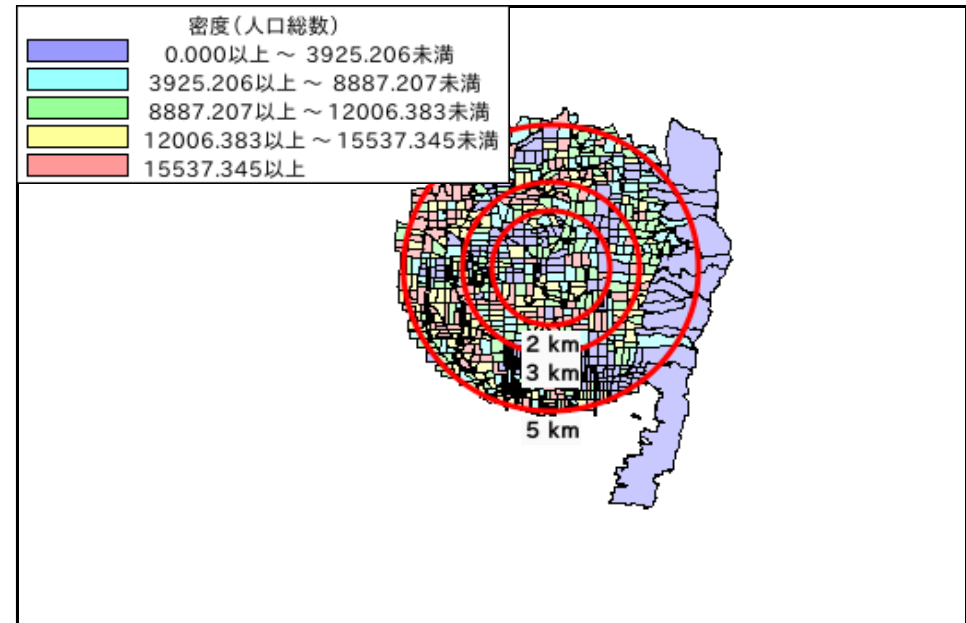 密度(人口総数)
0.000以上 ～ 3925.206未満
3925.206以上 ～ 8887.207未満
8887.207以上 ～ 12006.383未満
12006.383以上 ～ 15537.345未満
15537.345以上
2 km
3 km
5 km